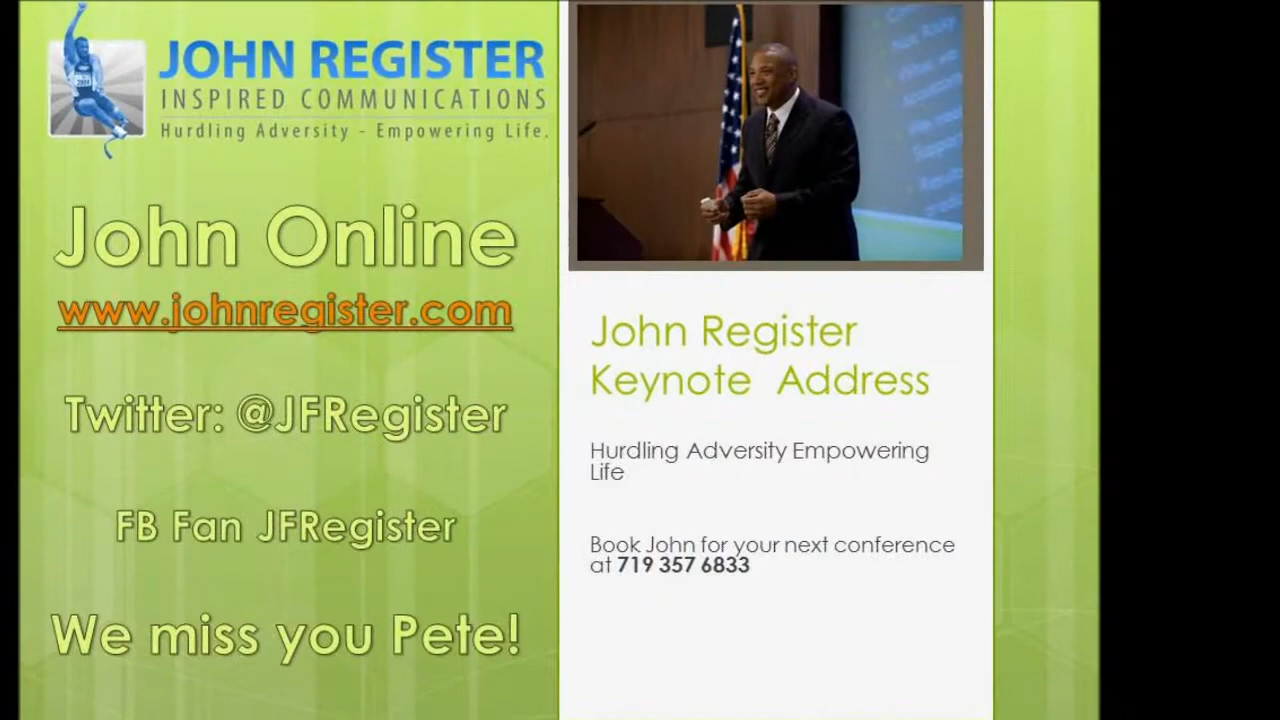 JOHN REGISTER
INSPIRED COMMUNICATIONS
Hurdling Adversity - Empowering Life.
John Online
www.johnregister.com
Twitter: @JFRegister
FB Fan JFRegister
We miss you Pete!
John Register
Keynote Address
Hurdling Adversity Empowering
Life
Book John for your next conference
at 719 357 6833